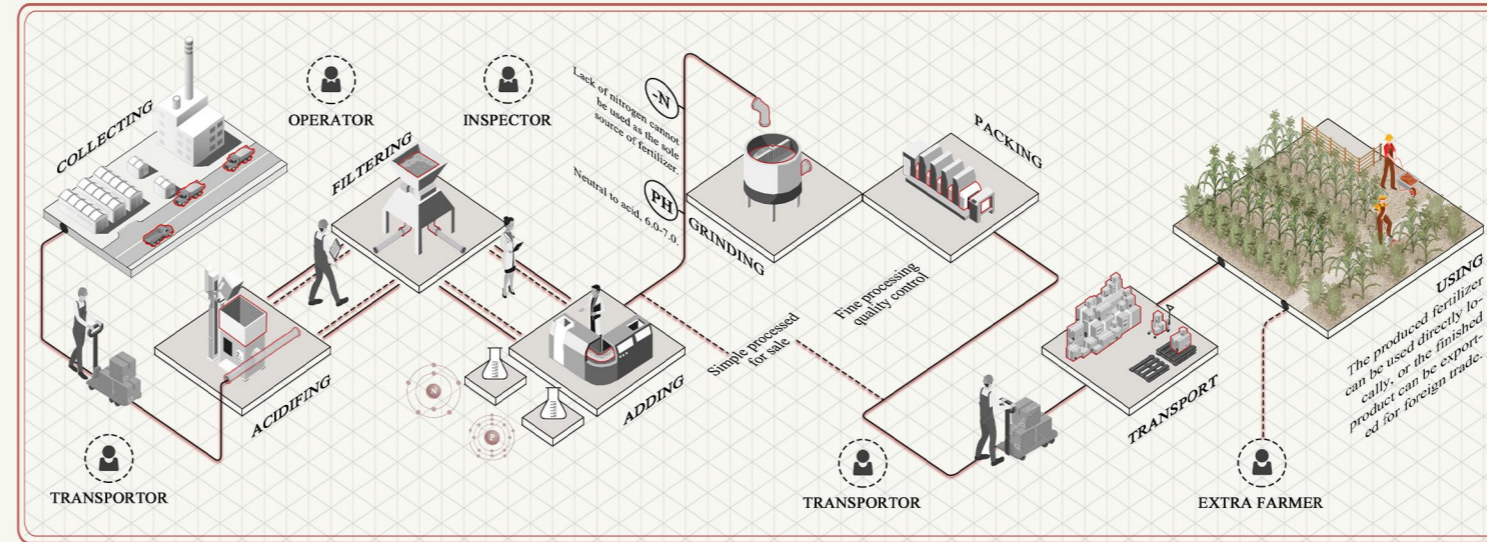 COLLECTING
OPERATOR
INSPECTOR
FILTERING
Lack of nitrogen cannot
be used as the sole
source of fertilizer.
-N
Neutral to acid, 6.0-7.0.
PH
GRINDING
PACKING
USING
The produced fertilizer
can be used directly lo-
cally, or the finished
product can be export-
ed for foreign trade.
Fine processing
quality control
Simple processed
for sale
ACIDIFING
N
P
ADDING
TRANSPORT
TRANSPORTOR
TRANSPORTOR
EXTRA FARMER